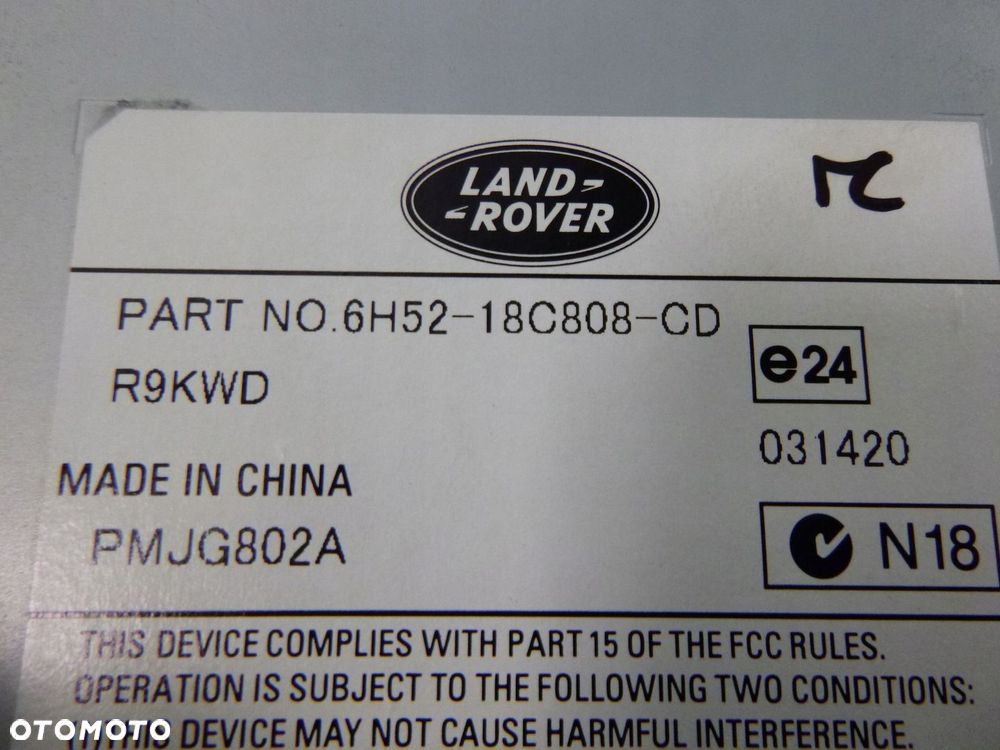 LAND-
-ROVER
PART NO.6H52-18C808-CD
R9KWD
e24
031420
MADE IN CHINA
PMJG802A
N18
THIS DEVICE COMPLIES WITH PART 15 OF THE FCC RULES.
OPERATION IS SUBJECT TO THE FOLLOWING TWO CONDITIONS:
THIS DEVICE MAY NOT CAUSE HARMFUL INTERFERENCE.
OTOMOTO